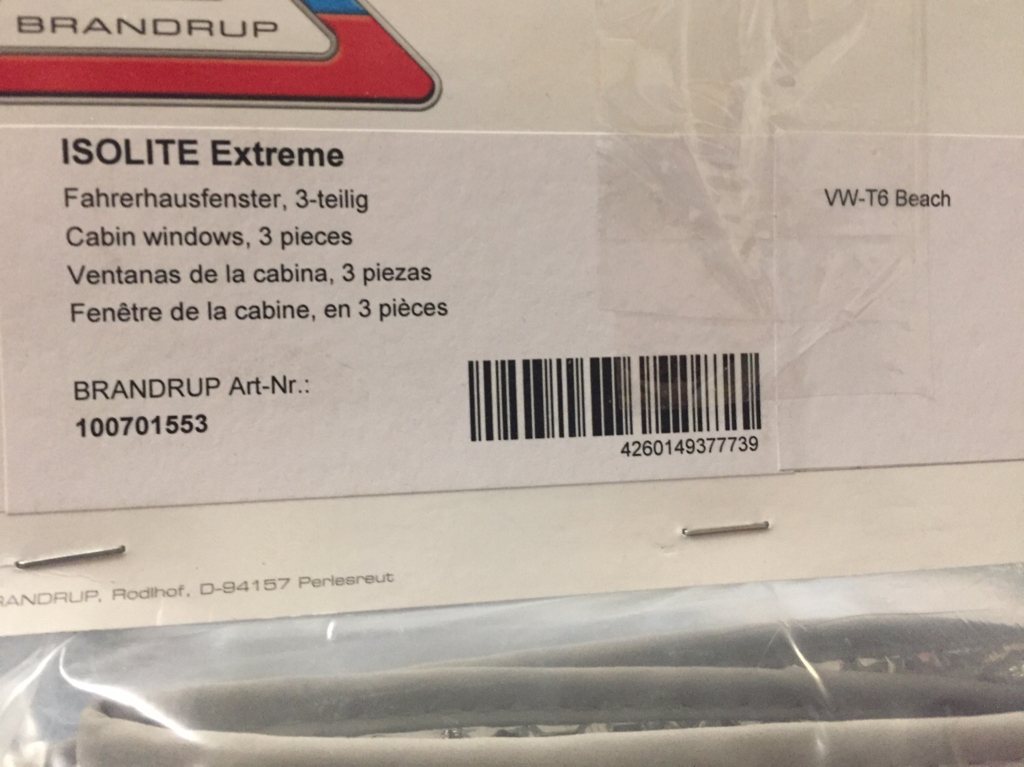 BRANDRUP
ISOLITE Extreme
Fahrerhausfenster, 3-teilig
Cabin windows, 3 pieces
Ventanas de la cabina, 3 piezas
Fenêtre de la cabine, en 3 pièces
VW-T6 Beach
BRANDRUP Art-Nr.:
100701553
4260149377739
RANDRUP, Rodlhof, D-94157 Perlesreut